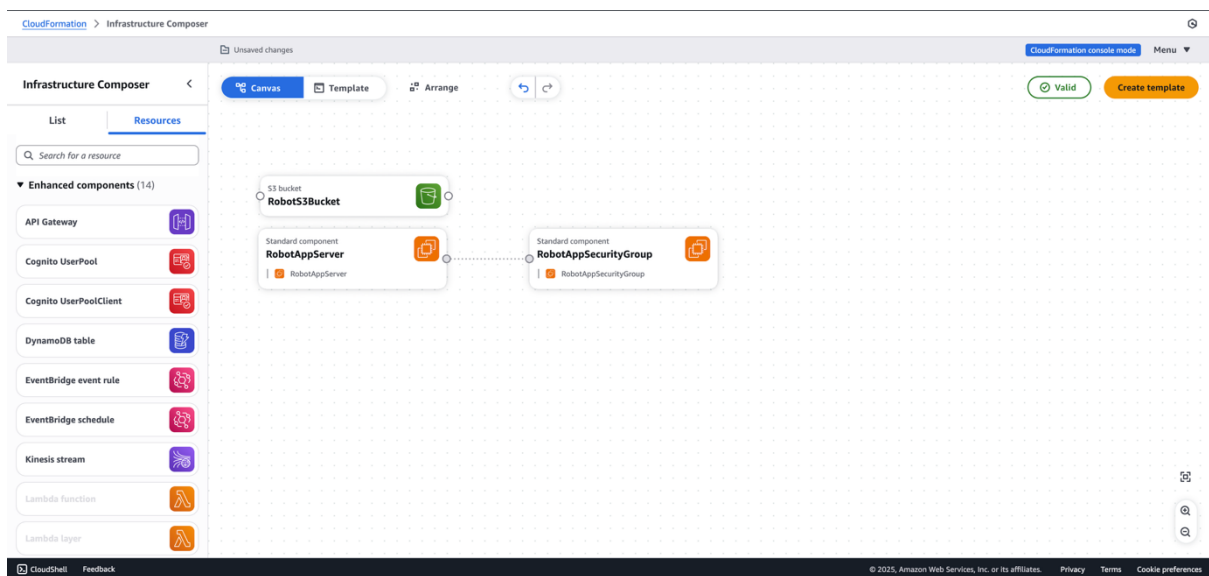 CloudFormation > Infrastructure Composer
Unsaved changes
CloudFormation console mode Menu ▼
Infrastructure Composer <
Canvas Template Arrange
Valid Create template
List Resources
Search for a resource
▼ Enhanced components (14)
API Gateway
Cognito UserPool
Cognito UserPoolClient
DynamoDB table
EventBridge event rule
EventBridge schedule
Kinesis stream
Lambda function
Lambda layer
S3 bucket
RobotS3Bucket
Standard component
RobotAppServer
RobotAppServer
Standard component
RobotAppSecurityGroup
RobotAppSecurityGroup
CloudShell Feedback
© 2025, Amazon Web Services, Inc. or its affiliates. Privacy Terms Cookie preferences